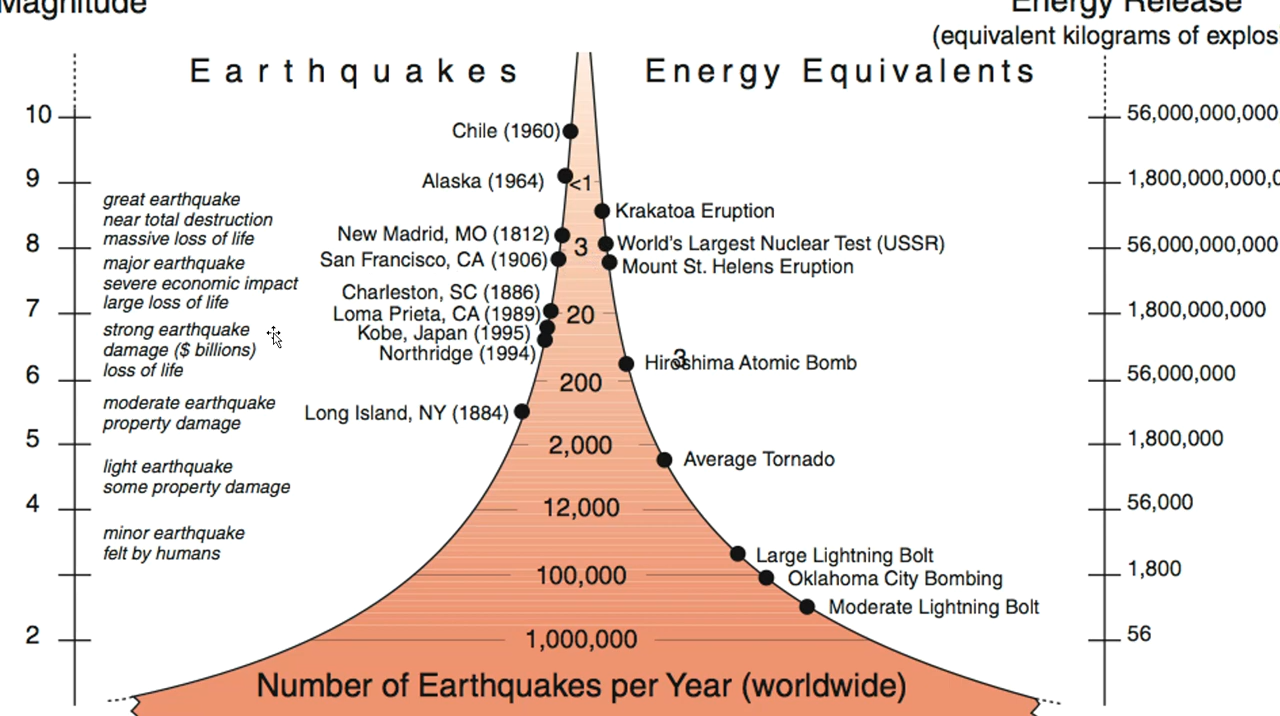 Magnitude
Energy Release
(equivalent kilograms of explos
Earthquakes
Energy Equivalents
10
9
8
7
6
5
4
2
great earthquake
near total destruction
massive loss of life
major earthquake
severe economic impact
large loss of life
strong earthquake
damage ($ billions)
loss of life
moderate earthquake
property damage
light earthquake
some property damage
minor earthquake
felt by humans
Chile (1960)
Alaska (1964)
New Madrid, MO (1812)
San Francisco, CA (1906)
Charleston, SC (1886)
Loma Prieta, CA (1989)
Kobe, Japan (1995)
Northridge (1994)
Long Island, NY (1884)
<1
3
20
200
2,000
12,000
100,000
1,000,000
Krakatoa Eruption
World's Largest Nuclear Test (USSR)
Mount St. Helens Eruption
3
Hiroshima Atomic Bomb
Average Tornado
Large Lightning Bolt
Oklahoma City Bombing
Moderate Lightning Bolt
56,000,000,000
1,800,000,000,0
56,000,000,000
1,800,000,000
56,000,000
1,800,000
56,000
1,800
56
Number of Earthquakes per Year (worldwide)